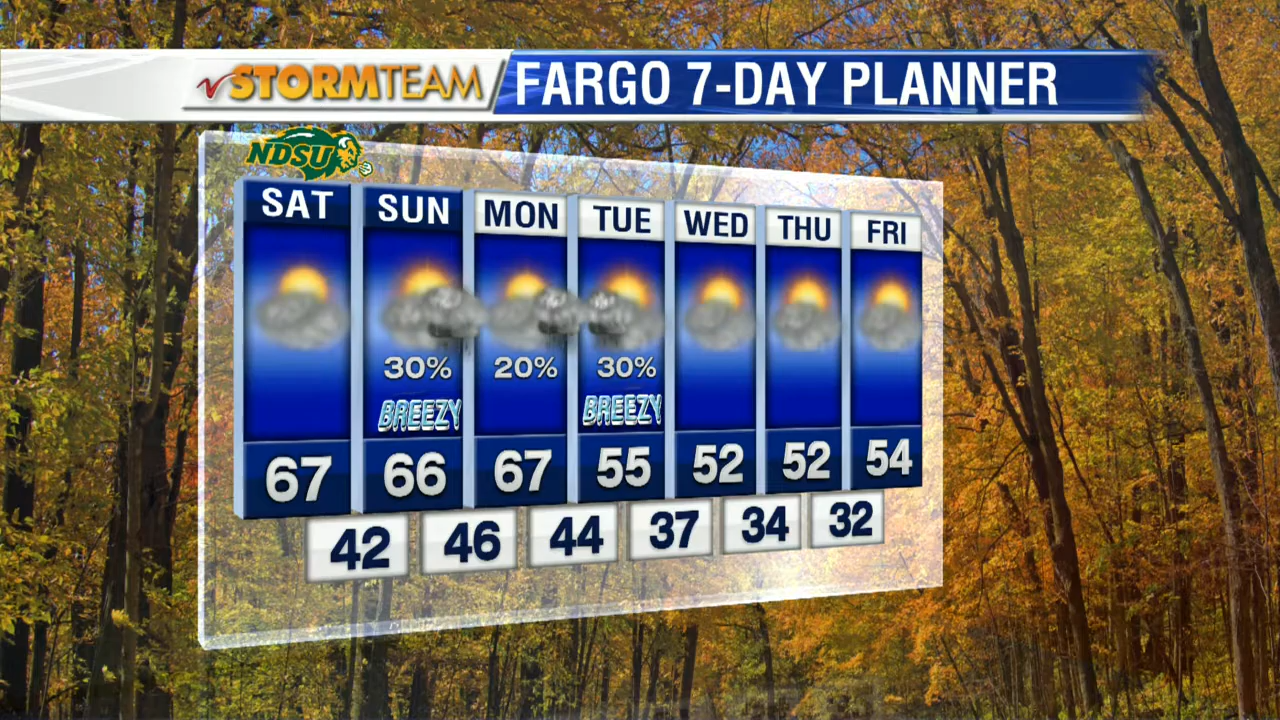 STORMTEAM FARGO 7-DAY PLANNER
NDSU
SAT SUN MON TUE WED THU FRI
30% 20% 30%
BREEZY BREEZY
67 66 67 55 52 52 54
42 46 44 37 34 32